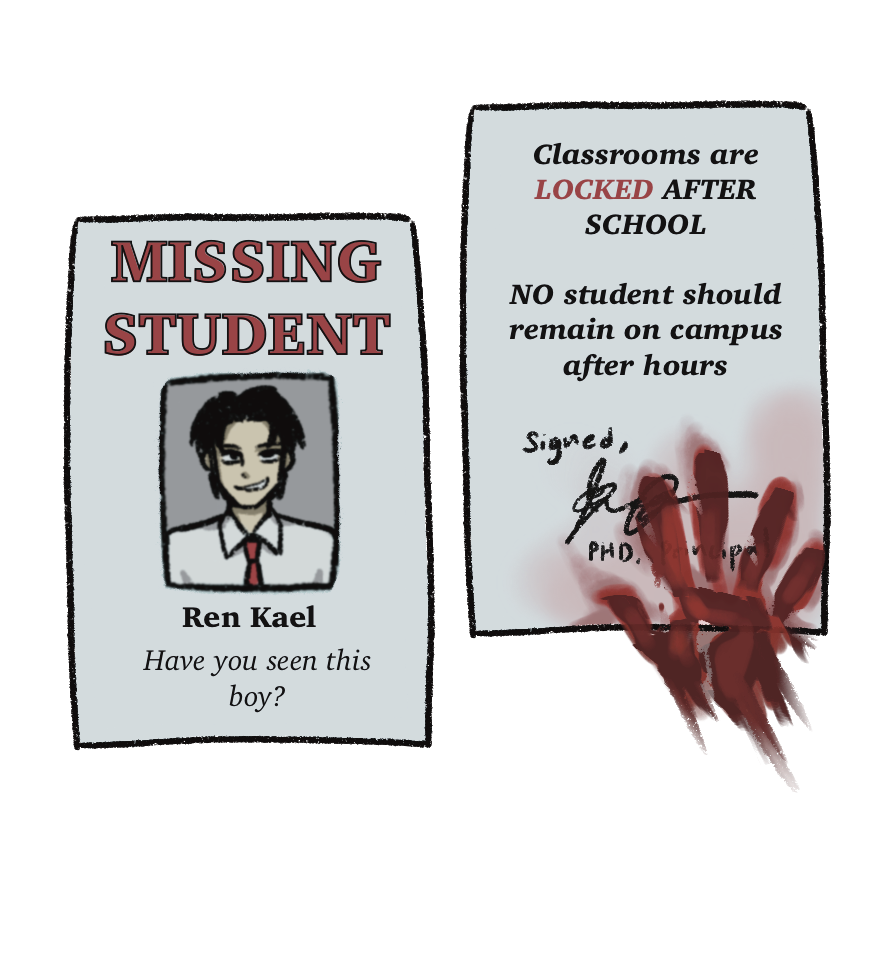 MISSING
STUDENT
Ren Kael
Have you seen this
boy?
Classrooms are
LOCKED AFTER
SCHOOL
NO student should
remain on campus
after hours
Signed,
PHD, Principal